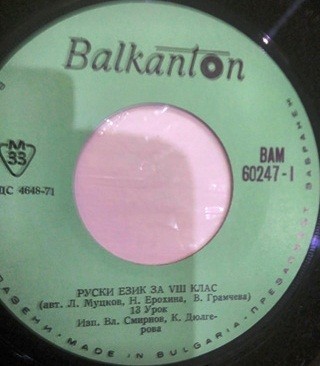 Balkanton
M
33
BAM
60247-I
ДС 4648-71
РУСКИ ЕЗИК ЗА VIII КЛАС
(авт. Л. Муцков, Н. Ерохина, В. Грамчева)
13 Урок
Изп. Вл. Смирнов, К. Дюлге-
рова
MADE IN BULGARIA